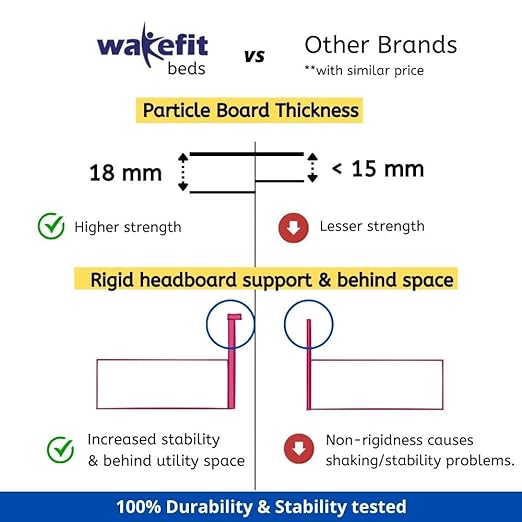 wakefit vs Other Brands
beds **with similar price
Particle Board Thickness
18 mm < 15 mm
Higher strength Lesser strength
Rigid headboard support & behind space
Increased stability Non-rigidness causes
& behind utility space shaking/stability problems.
100% Durability & Stability tested